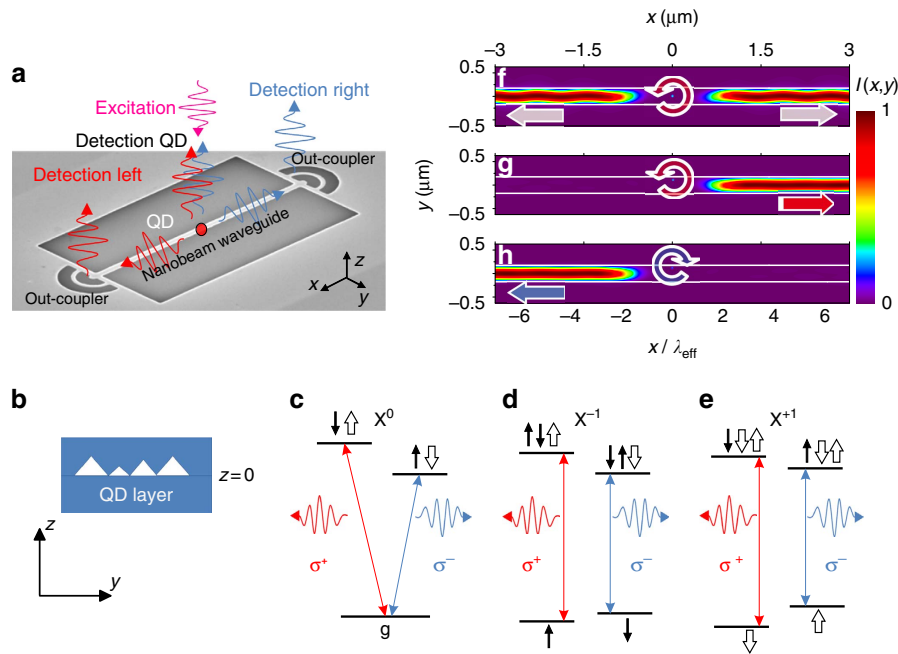 a
Excitation
Detection right
Detection QD
Out-coupler
Detection left
QD
Nanobeam waveguide
Out-coupler
z
x
y
x (μm)
−3 −1.5 0 1.5 3
f
0.5
−0.5
I(x,y)
1
0
g
0.5
−0.5
y (μm)
h
0.5
−0.5
−6 −4 −2 0 2 4 6
x / λeff
b
QD layer
z=0
z
y
c
X⁰
σ⁺
σ⁻
g
d
X⁻¹
σ⁺
σ⁻
e
X⁺¹
σ⁺
σ⁻